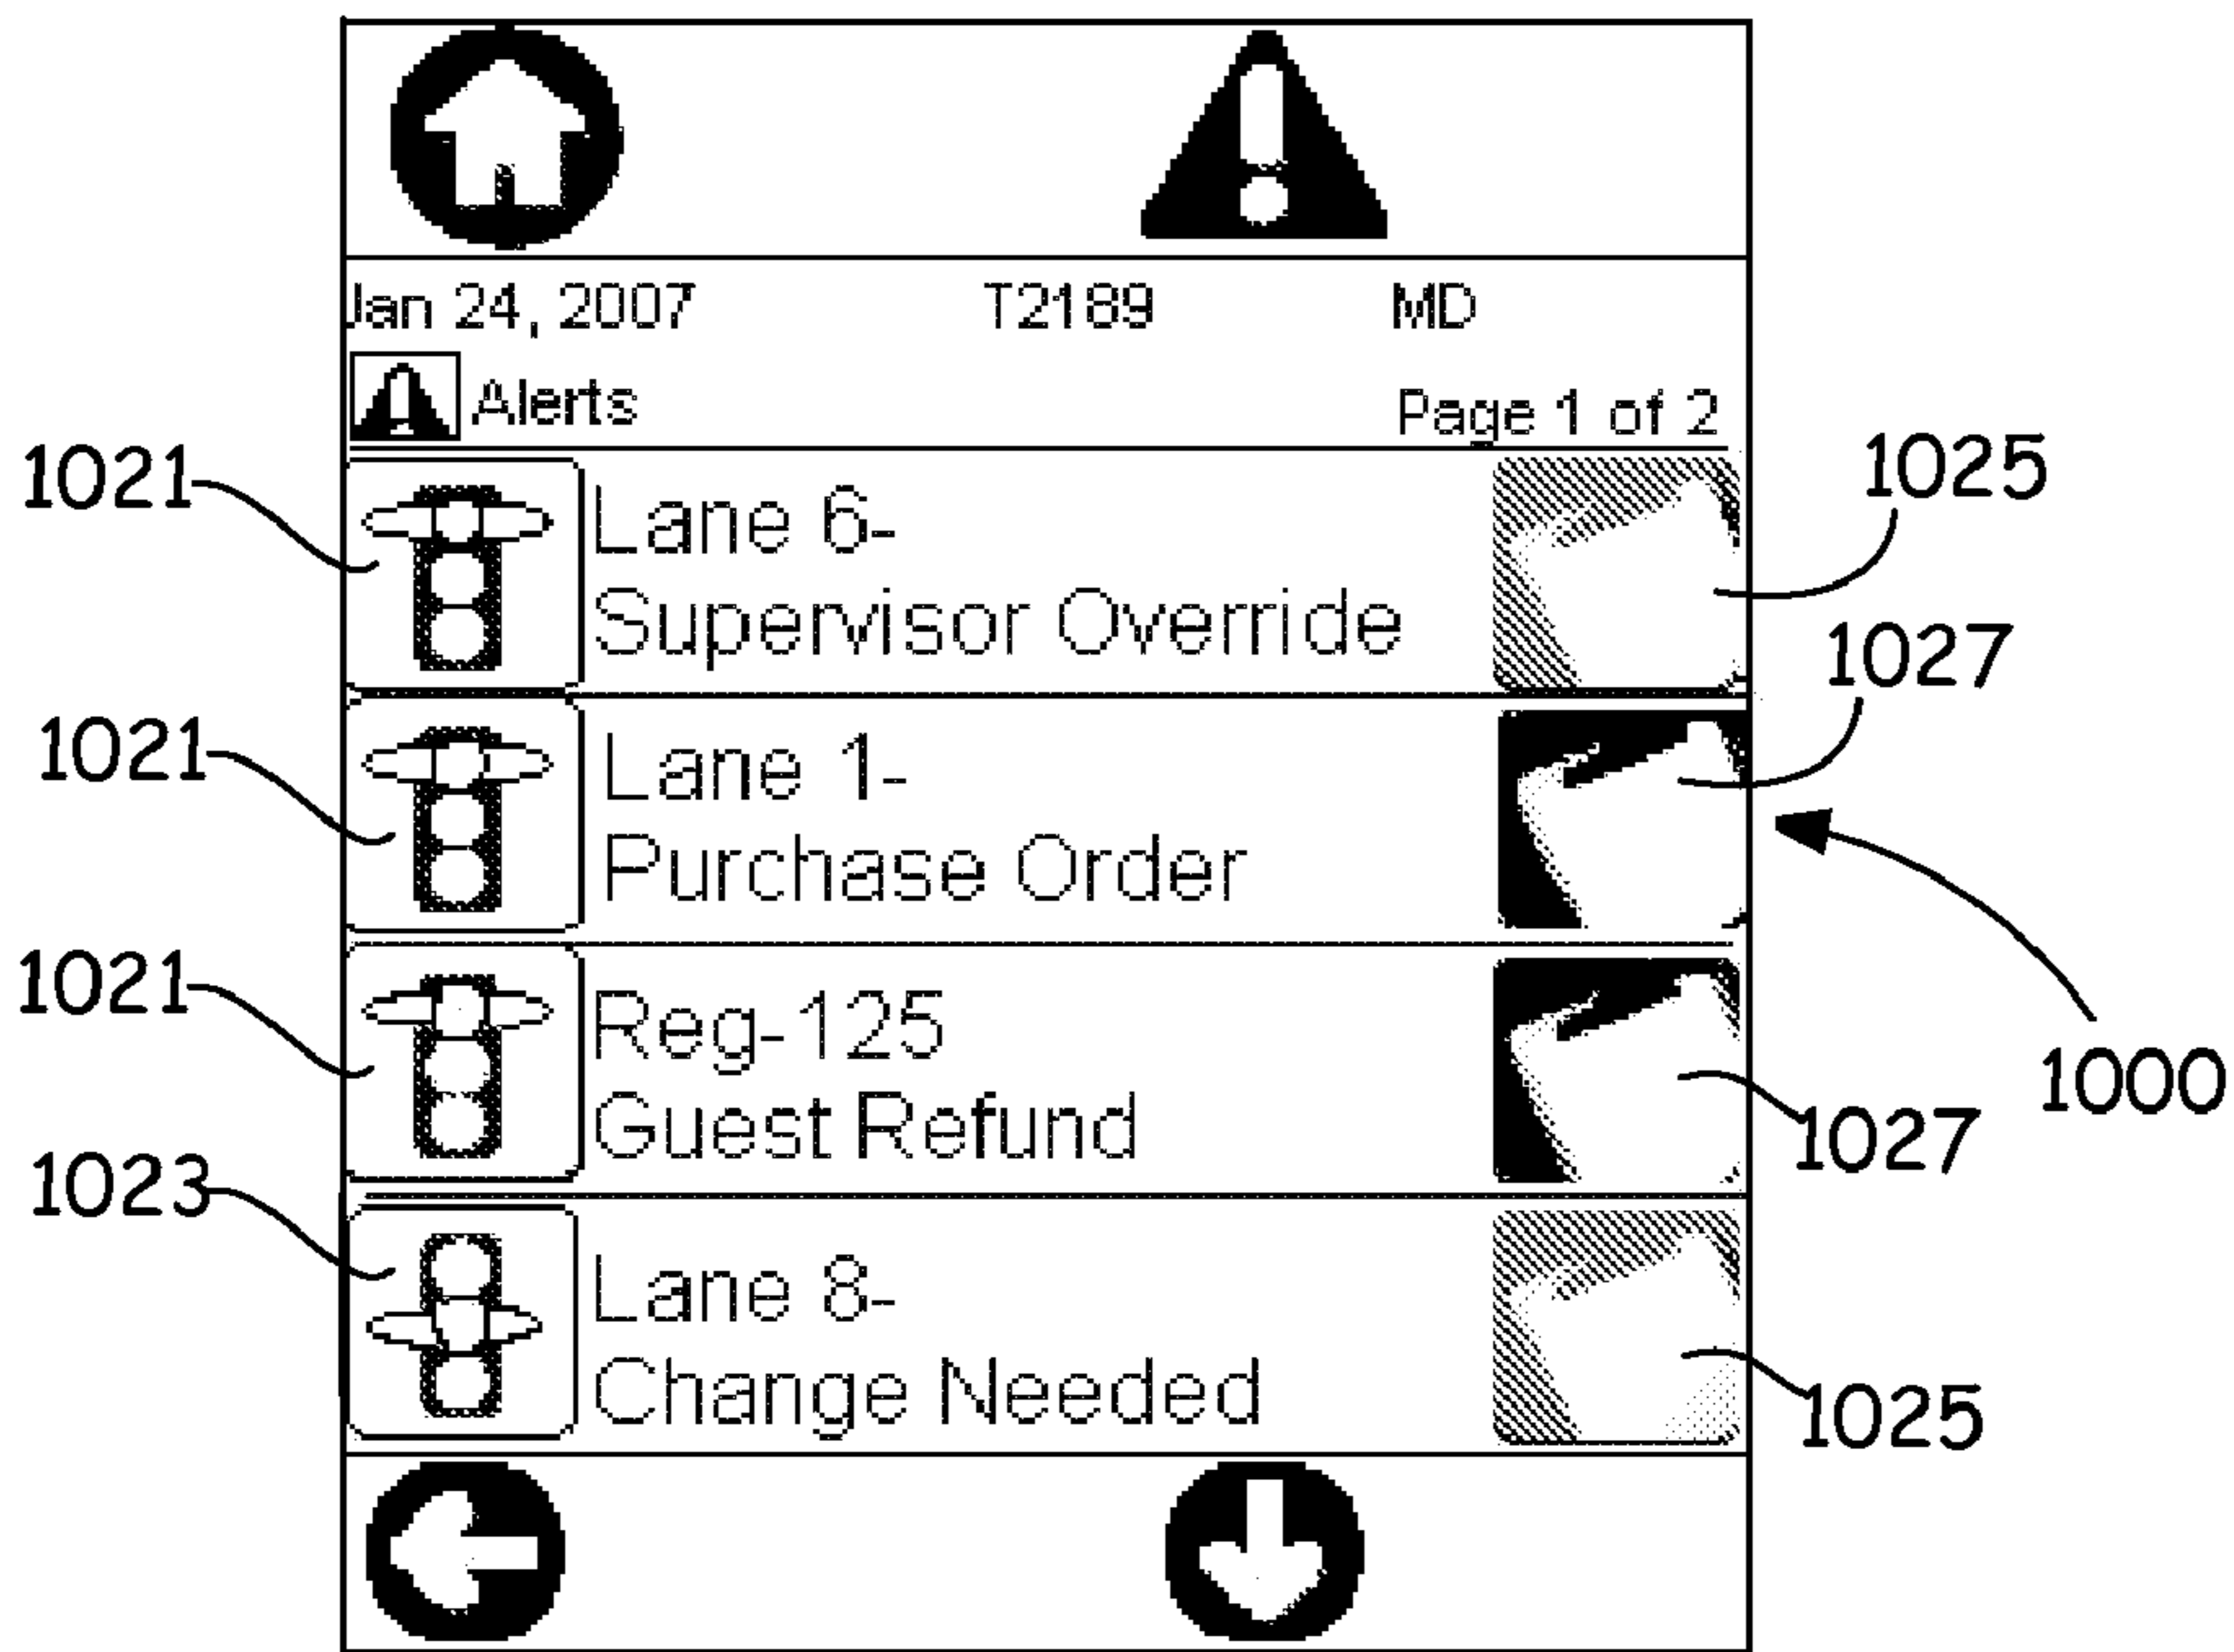 Jan 24, 2007 T2189 MD
Alerts Page 1 of 2
1021 Lane 6- 1025
Supervisor Override 1027
1021 Lane 1-
Purchase Order
1021 Reg-125 1000
Guest Refund 1027
1023 Lane 8-
Change Needed 1025